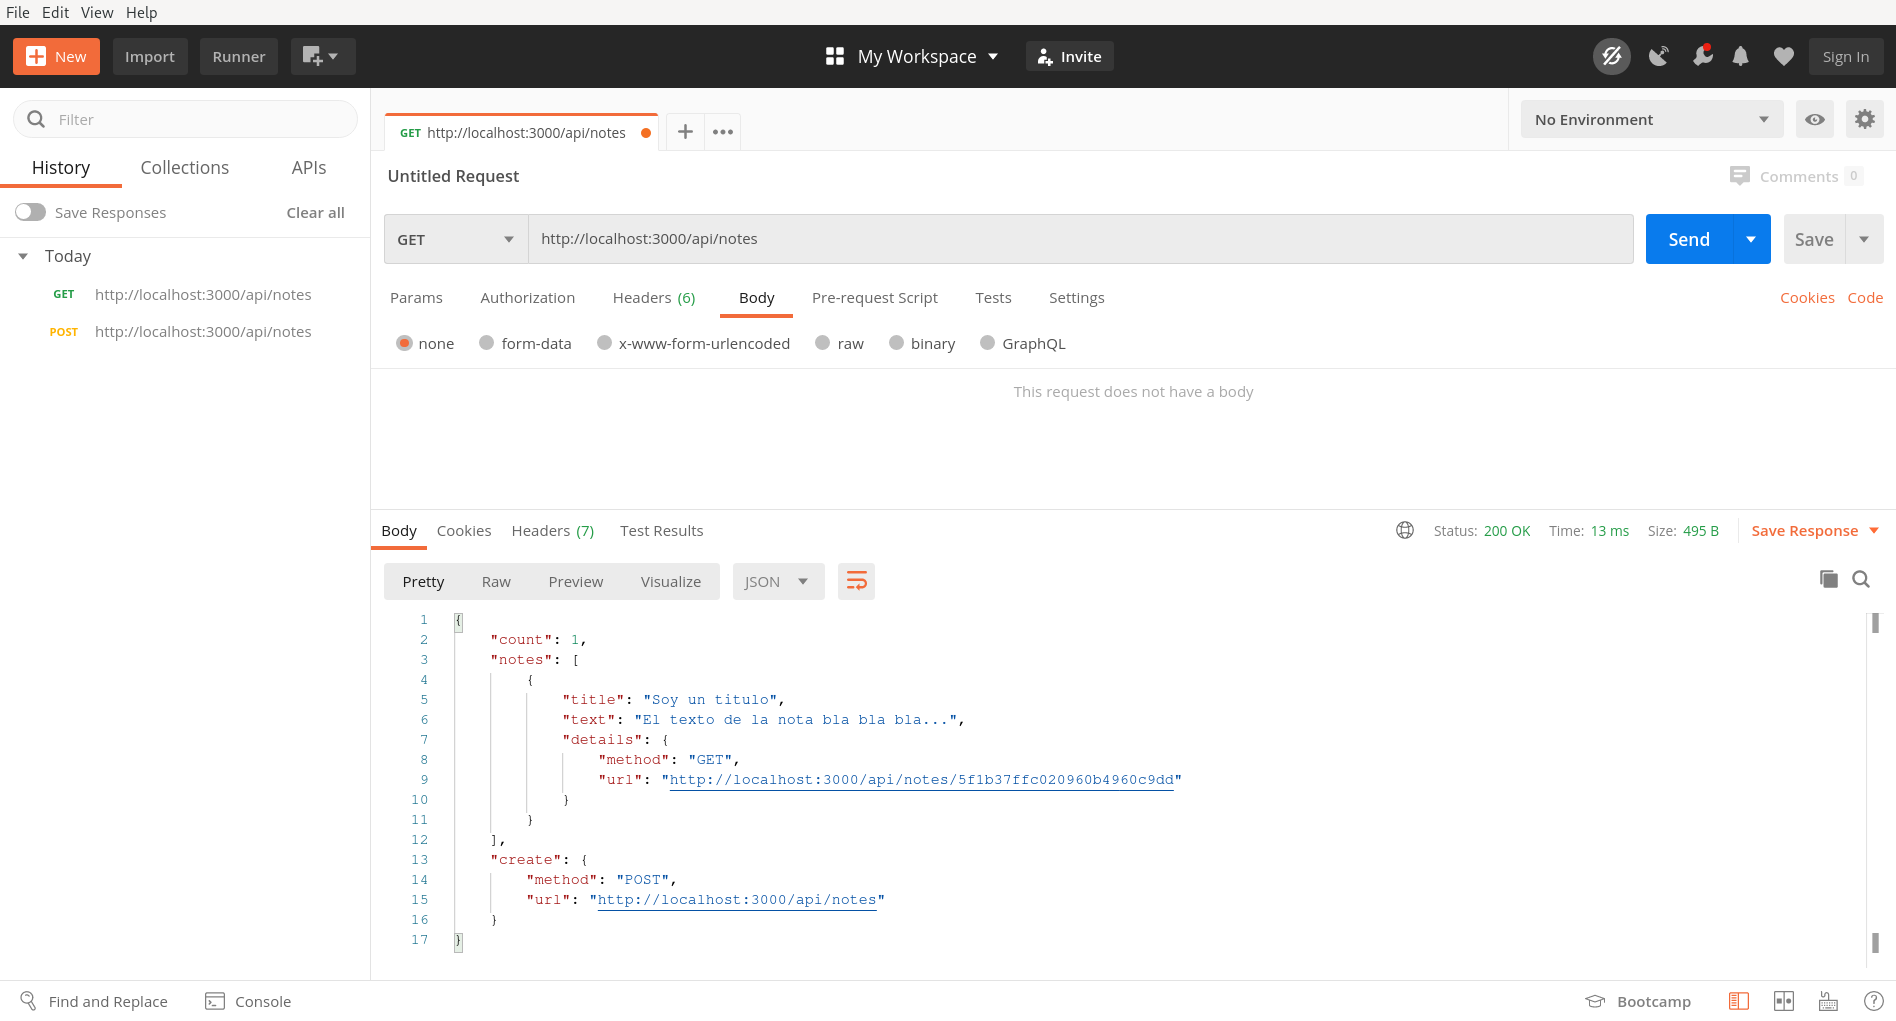 File Edit View Help
New Import Runner My Workspace Invite Sign In
Filter
GET http://localhost:3000/api/notes
No Environment
History Collections APIs
Untitled Request
Comments 0
Save Responses Clear all
GET http://localhost:3000/api/notes Send Save
Today
GET http://localhost:3000/api/notes
POST http://localhost:3000/api/notes
Params Authorization Headers (6) Body Pre-request Script Tests Settings Cookies Code
none form-data x-www-form-urlencoded raw binary GraphQL
This request does not have a body
Body Cookies Headers (7) Test Results Status: 200 OK Time: 13 ms Size: 495 B Save Response
Pretty Raw Preview Visualize JSON
1 {
2 "count": 1,
3 "notes": [
4 {
5 "title": "Soy un titulo",
6 "text": "El texto de la nota bla bla bla...",
7 "details": {
8 "method": "GET",
9 "url": "http://localhost:3000/api/notes/5f1b37ffc020960b4960c9dd"
10 }
11 }
12 ],
13 "create": {
14 "method": "POST",
15 "url": "http://localhost:3000/api/notes"
16 }
17 }
Find and Replace Console Bootcamp